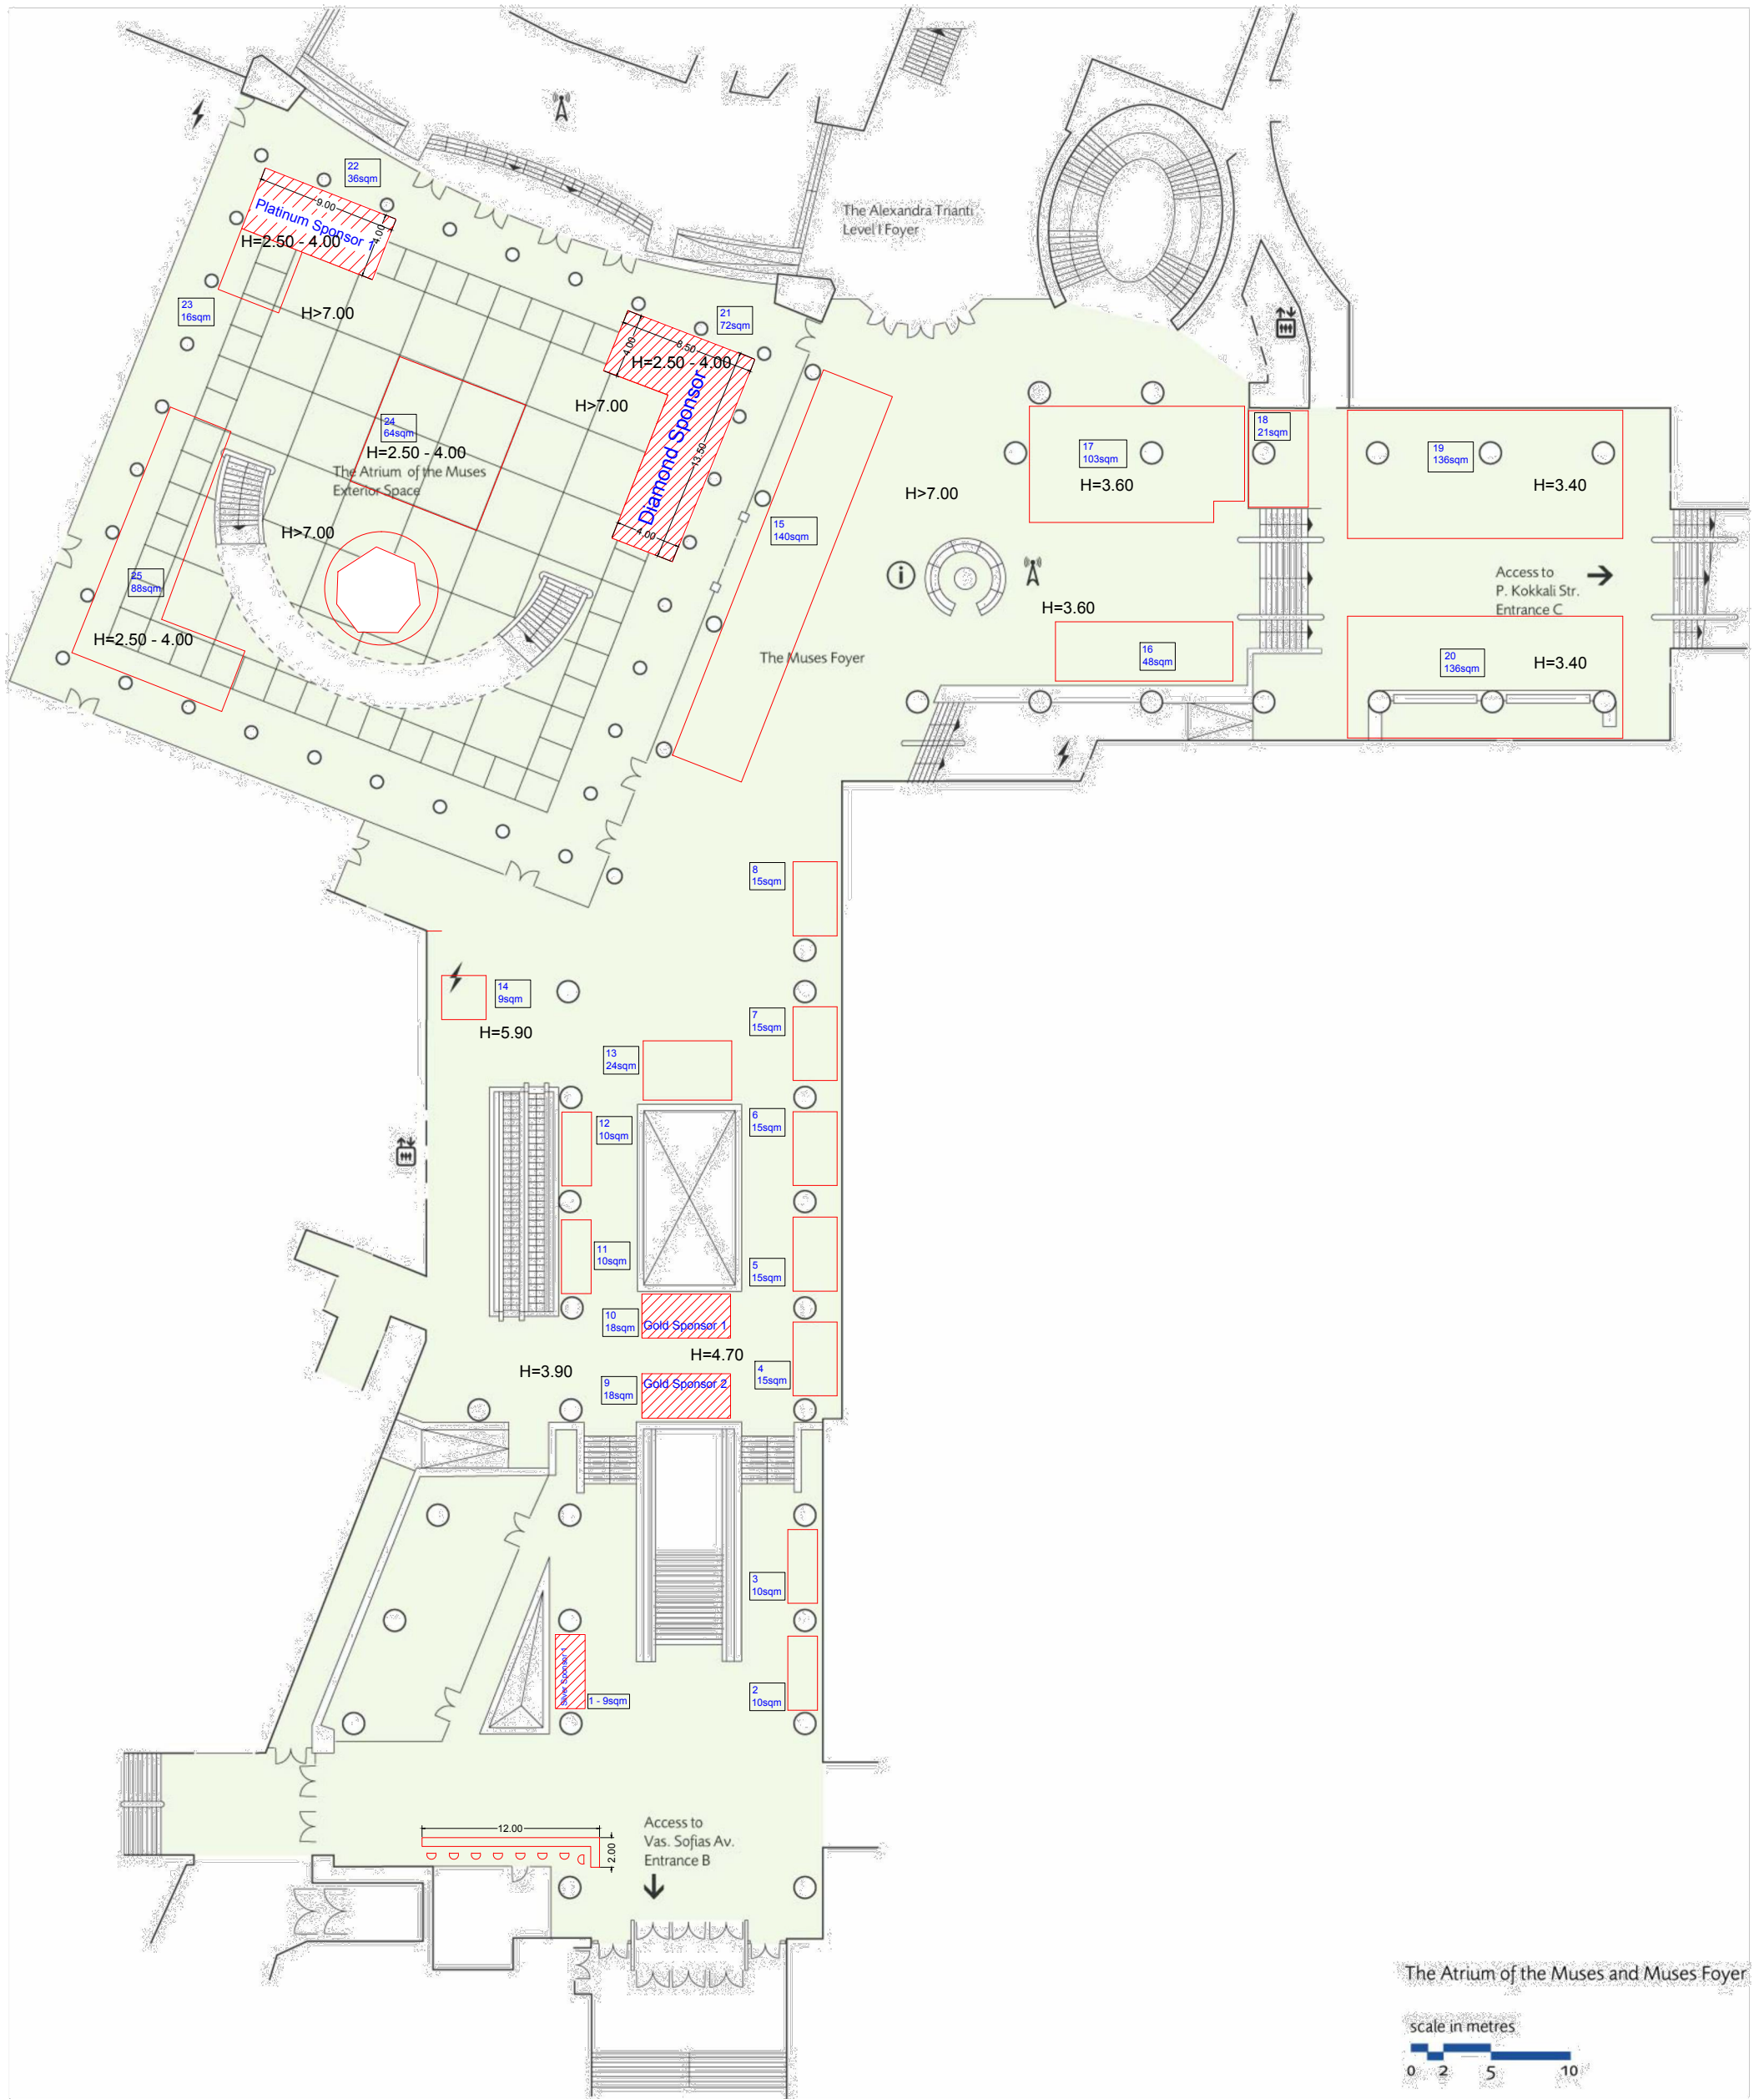 22
36sqm
9.00
4.00
Platinum Sponsor 1
H=2.50 - 4.00
The Alexandra Trianti
Level I Foyer
23
16sqm
H>7.00
21
72sqm
4.00
8.50
H=2.50 - 4.00
Diamond Sponsor
13.50
4.00
H>7.00
24
64sqm
H=2.50 - 4.00
The Atrium of the Muses
Exterior Space
H>7.00
25
88sqm
H=2.50 - 4.00
15
140sqm
The Muses Foyer
H>7.00
17
103sqm
H=3.60
18
21sqm
19
136sqm
H=3.40
i
Access to
P. Kokkali Str.
Entrance C
H=3.60
16
48sqm
20
136sqm
H=3.40
8
15sqm
14
9sqm
H=5.90
7
15sqm
13
24sqm
12
10sqm
6
15sqm
11
10sqm
5
15sqm
10
18sqm
Gold Sponsor 1
H=4.70
H=3.90
4
15sqm
9
18sqm
Gold Sponsor 2
3
10sqm
Silver Sponsor 1
1 - 9sqm
2
10sqm
12.00
2.00
Access to
Vas. Sofias Av.
Entrance B
The Atrium of the Muses and Muses Foyer
scale in metres
0 2 5 10